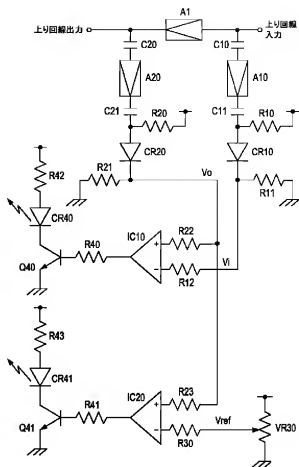 A1
上り回線出力
上り回線
入力
C20
C10
A20
A10
C21
R20
C11
R10
R42
R21
CR20
CR10
R11
Vo
CR40
IC10
R22
R40
Vi
Q40
R12
R43
CR41
IC20
R23
R41
Vref
Q41
R30
VR30
+
−
+
−